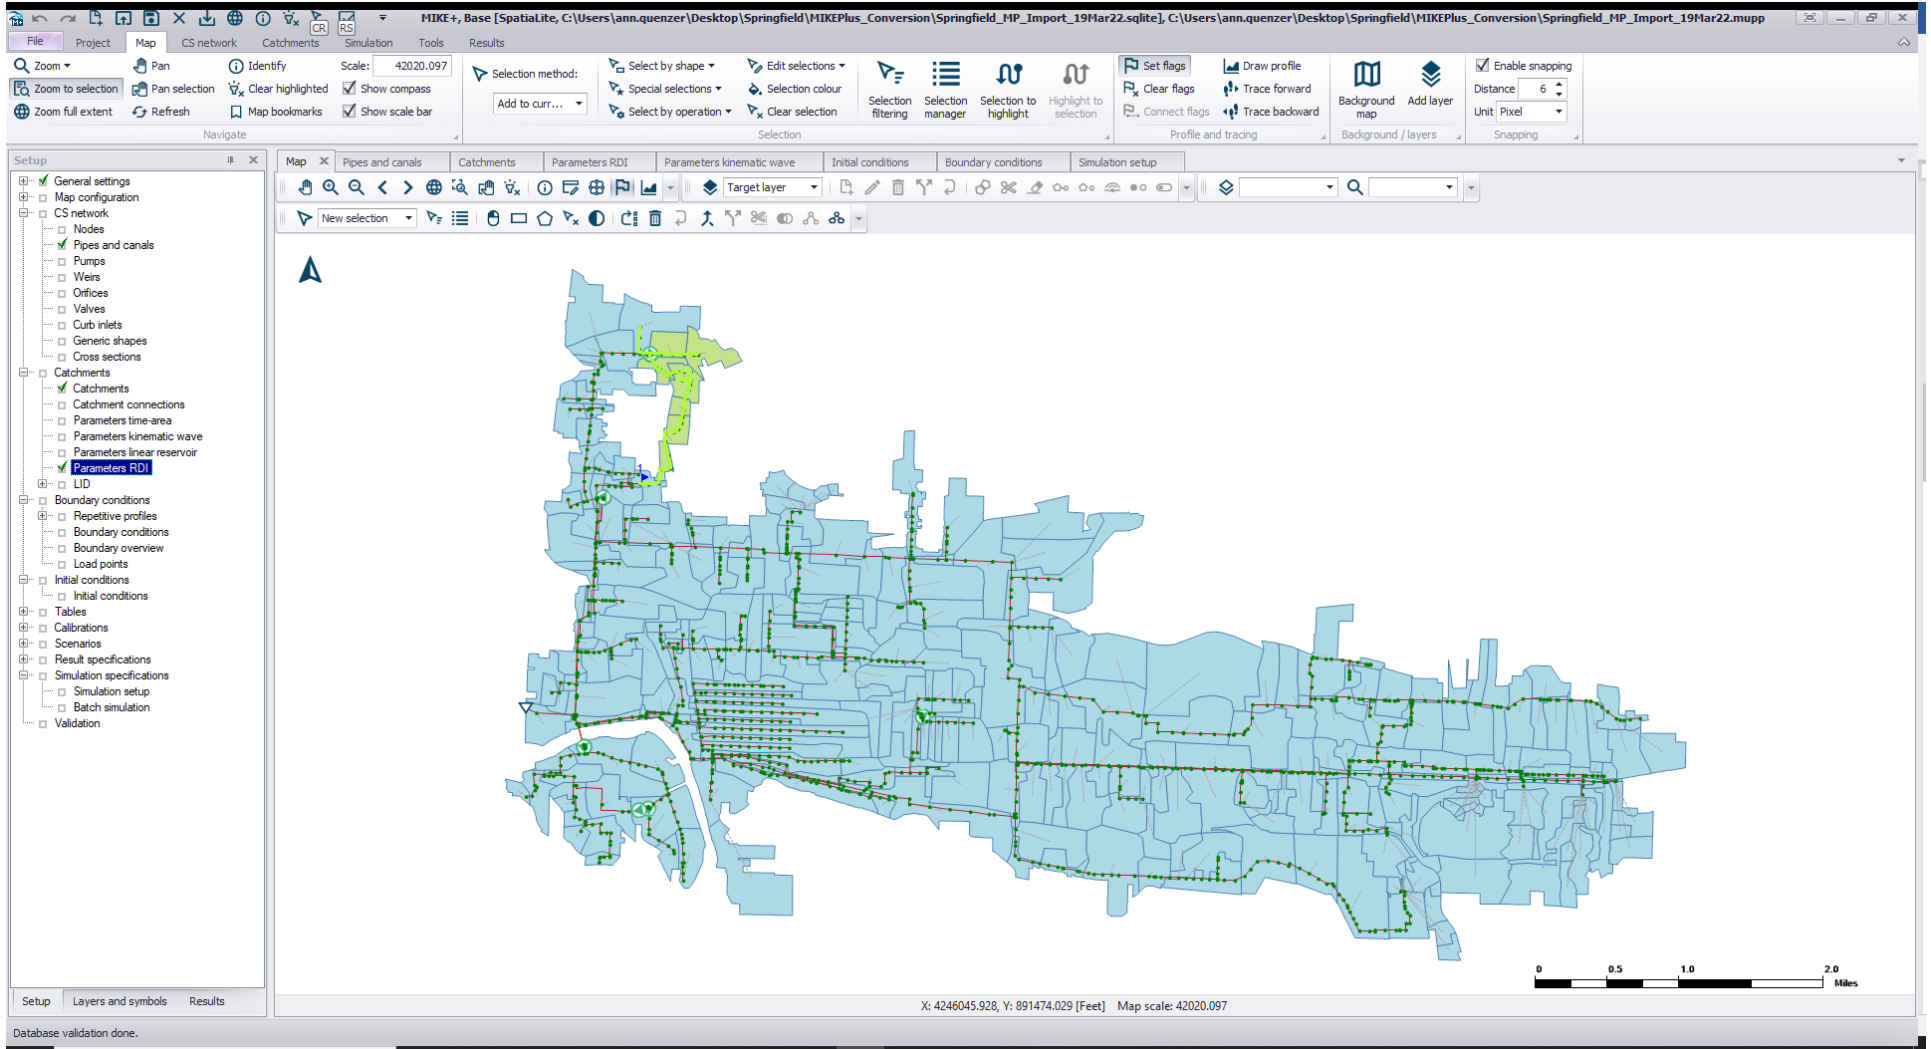 MIKE+, Base [SpatiaLite, C:\Users\ann.quenzer\Desktop\Springfield\MIKEPlus_Conversion\Springfield_MP_Import_19Mar22.sqlite], C:\Users\ann.quenzer\Desktop\Springfield\MIKEPlus_Conversion\Springfield_MP_Import_19Mar22.mupp
CR RS
File Project Map CS network Catchments Simulation Tools Results
Zoom Pan Identify Scale: 42020.097
Zoom to selection Pan selection Clear highlighted Show compass
Zoom full extent Refresh Map bookmarks Show scale bar
Navigate
Selection method: Select by shape Edit selections
Special selections Selection colour
Add to curr... Select by operation Clear selection
Selection filtering Selection manager Selection to highlight Highlight to selection
Selection
Set flags Draw profile
Clear flags Trace forward
Connect flags Trace backward
Profile and tracing
Background map Add layer
Background / layers
Enable snapping
Distance 6
Unit Pixel
Snapping
Setup
General settings
Map configuration
CS network
Nodes
Pipes and canals
Pumps
Weirs
Orifices
Valves
Curb inlets
Generic shapes
Cross sections
Catchments
Catchments
Catchment connections
Parameters time-area
Parameters kinematic wave
Parameters linear reservoir
Parameters RDI
LID
Boundary conditions
Repetitive profiles
Boundary conditions
Boundary overview
Load points
Initial conditions
Initial conditions
Tables
Calibrations
Scenarios
Result specifications
Simulation specifications
Simulation setup
Batch simulation
Validation
Setup Layers and symbols Results
Map Pipes and canals Catchments Parameters RDI Parameters kinematic wave Initial conditions Boundary conditions Simulation setup
Target layer
New selection
1
0 0.5 1.0 2.0
Miles
X: 4246045.928, Y: 891474.029 [Feet] Map scale: 42020.097
Database validation done.